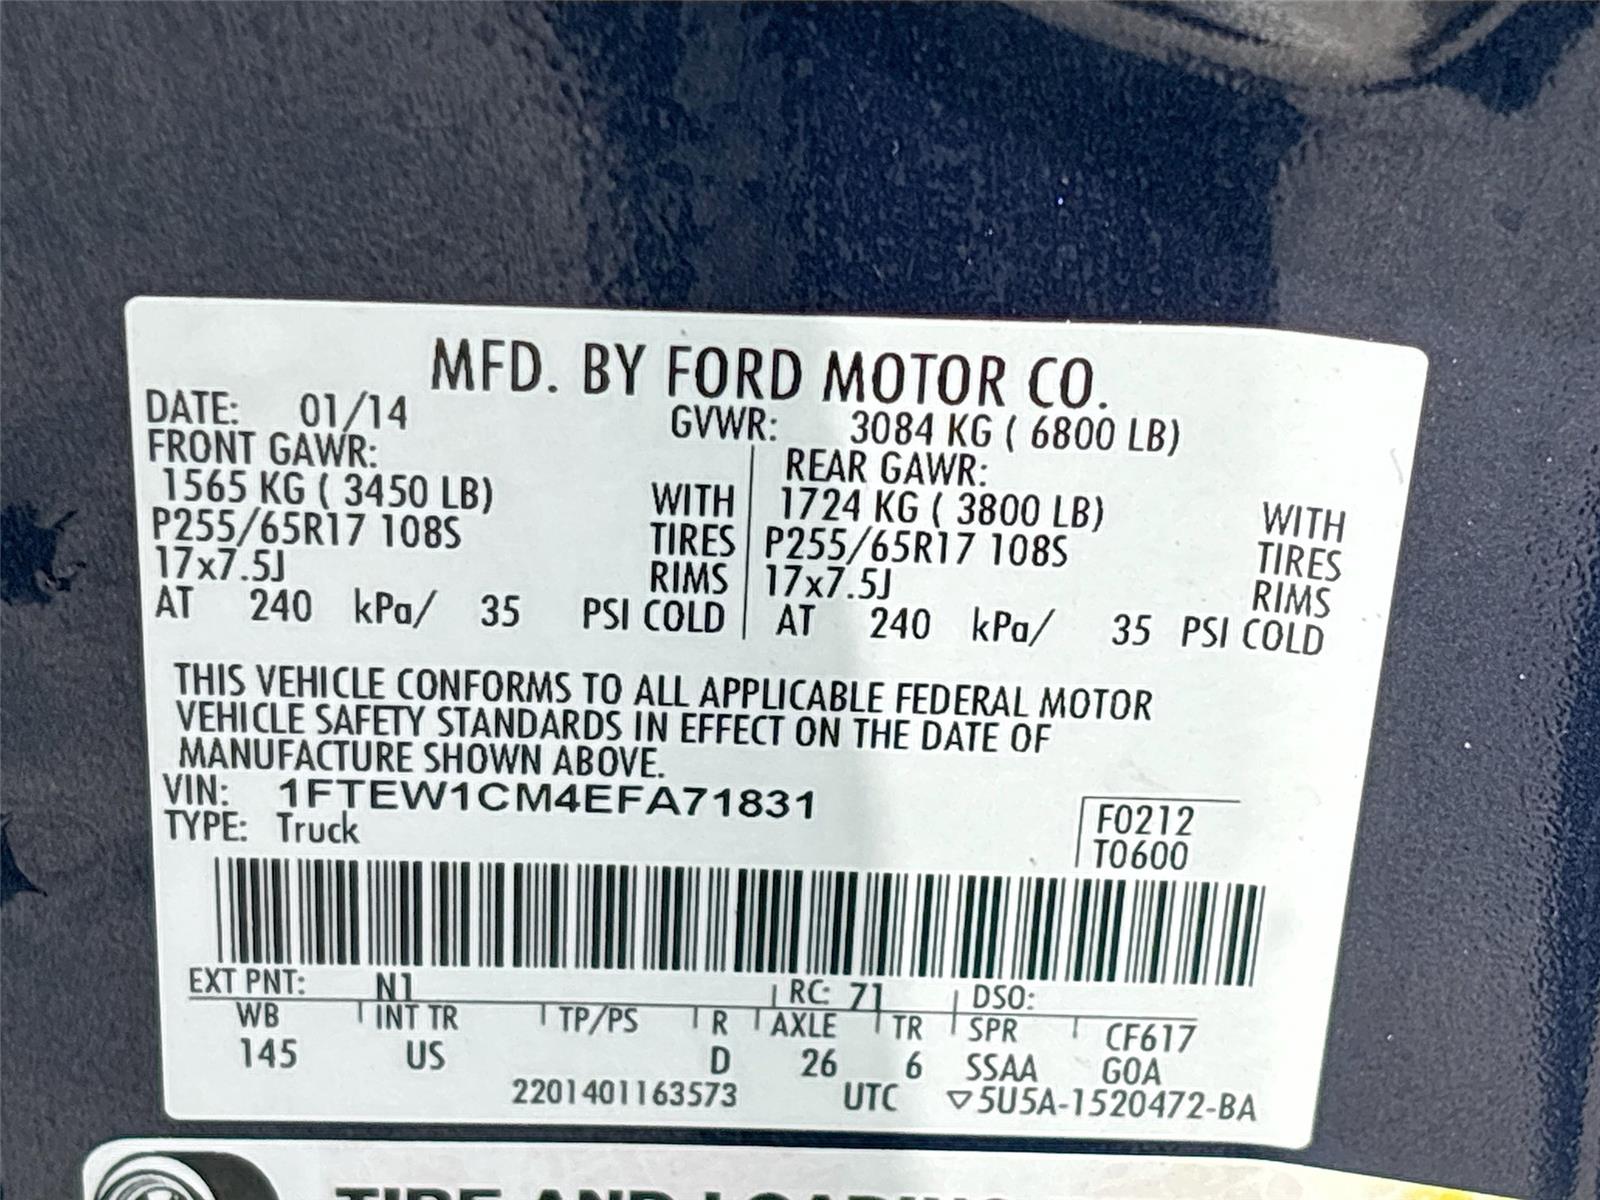 MFD. BY FORD MOTOR CO.
DATE: 01/14 GVWR: 3084 KG ( 6800 LB)
FRONT GAWR: REAR GAWR:
1565 KG ( 3450 LB) WITH 1724 KG ( 3800 LB) WITH
P255/65R17 108S TIRES P255/65R17 108S TIRES
17x7.5J RIMS 17x7.5J RIMS
AT 240 kPa/ 35 PSI COLD AT 240 kPa/ 35 PSI COLD
THIS VEHICLE CONFORMS TO ALL APPLICABLE FEDERAL MOTOR
VEHICLE SAFETY STANDARDS IN EFFECT ON THE DATE OF
MANUFACTURE SHOWN ABOVE.
VIN: 1FTEW1CM4EFA71831
TYPE: Truck
F0212
T0600
EXT PNT: N1 RC: 71 DSO:
WB INT TR TP/PS R AXLE TR SPR CF617
145 US D 26 6 SSAA GOA
2201401163573 UTC ▽5U5A-1520472-BA
TIRE AND LOADING